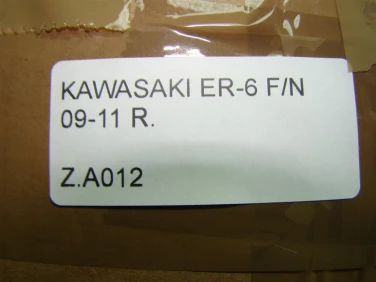 KAWASAKI ER-6 F/N
09-11 R.
Z.A012